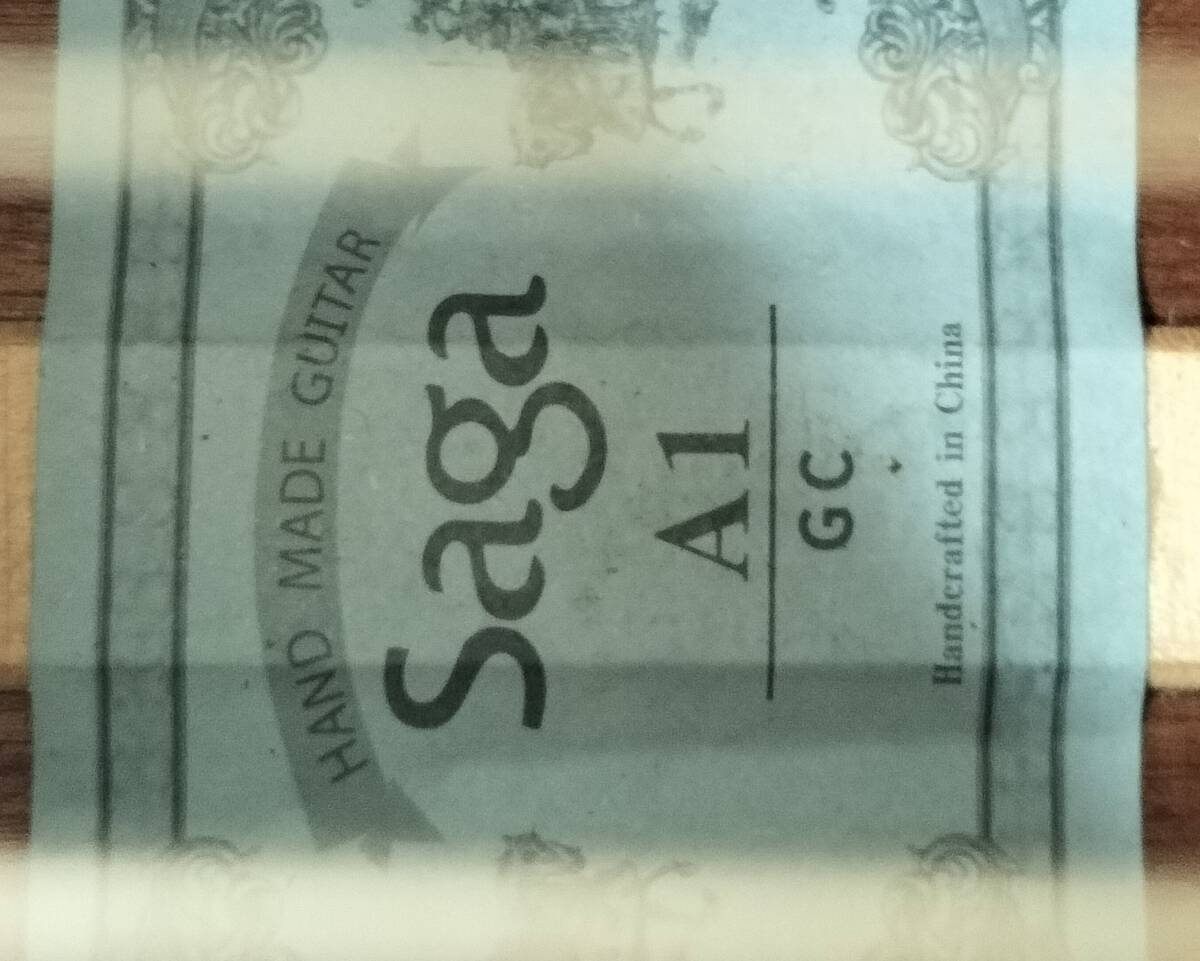 HAND MADE GUITAR
Saga
A1
GC
Handcrafted in China